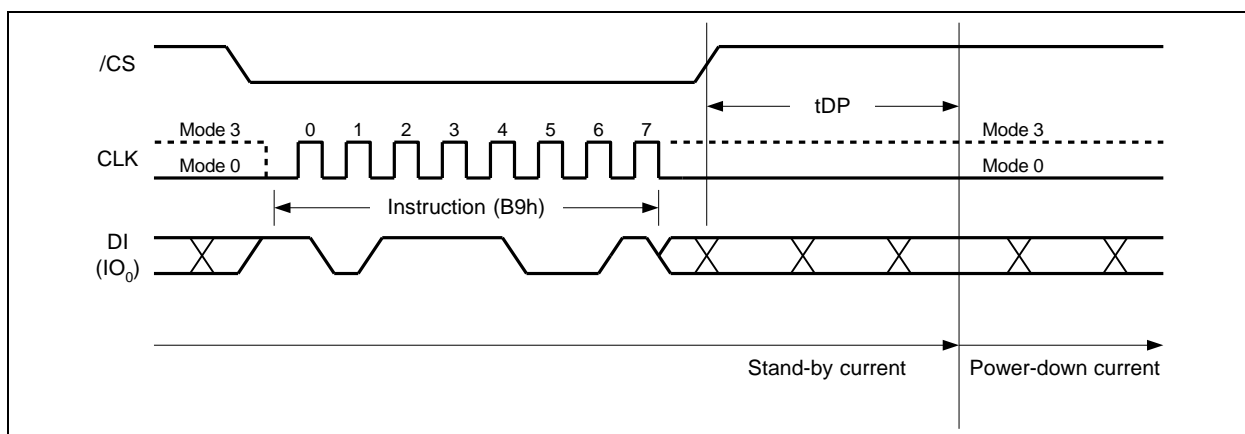 /CS
tDP
Mode 3 0 1 2 3 4 5 6 7 Mode 3
CLK
Mode 0 Mode 0
Instruction (B9h)
DI
(IO₀)
Stand-by current Power-down current